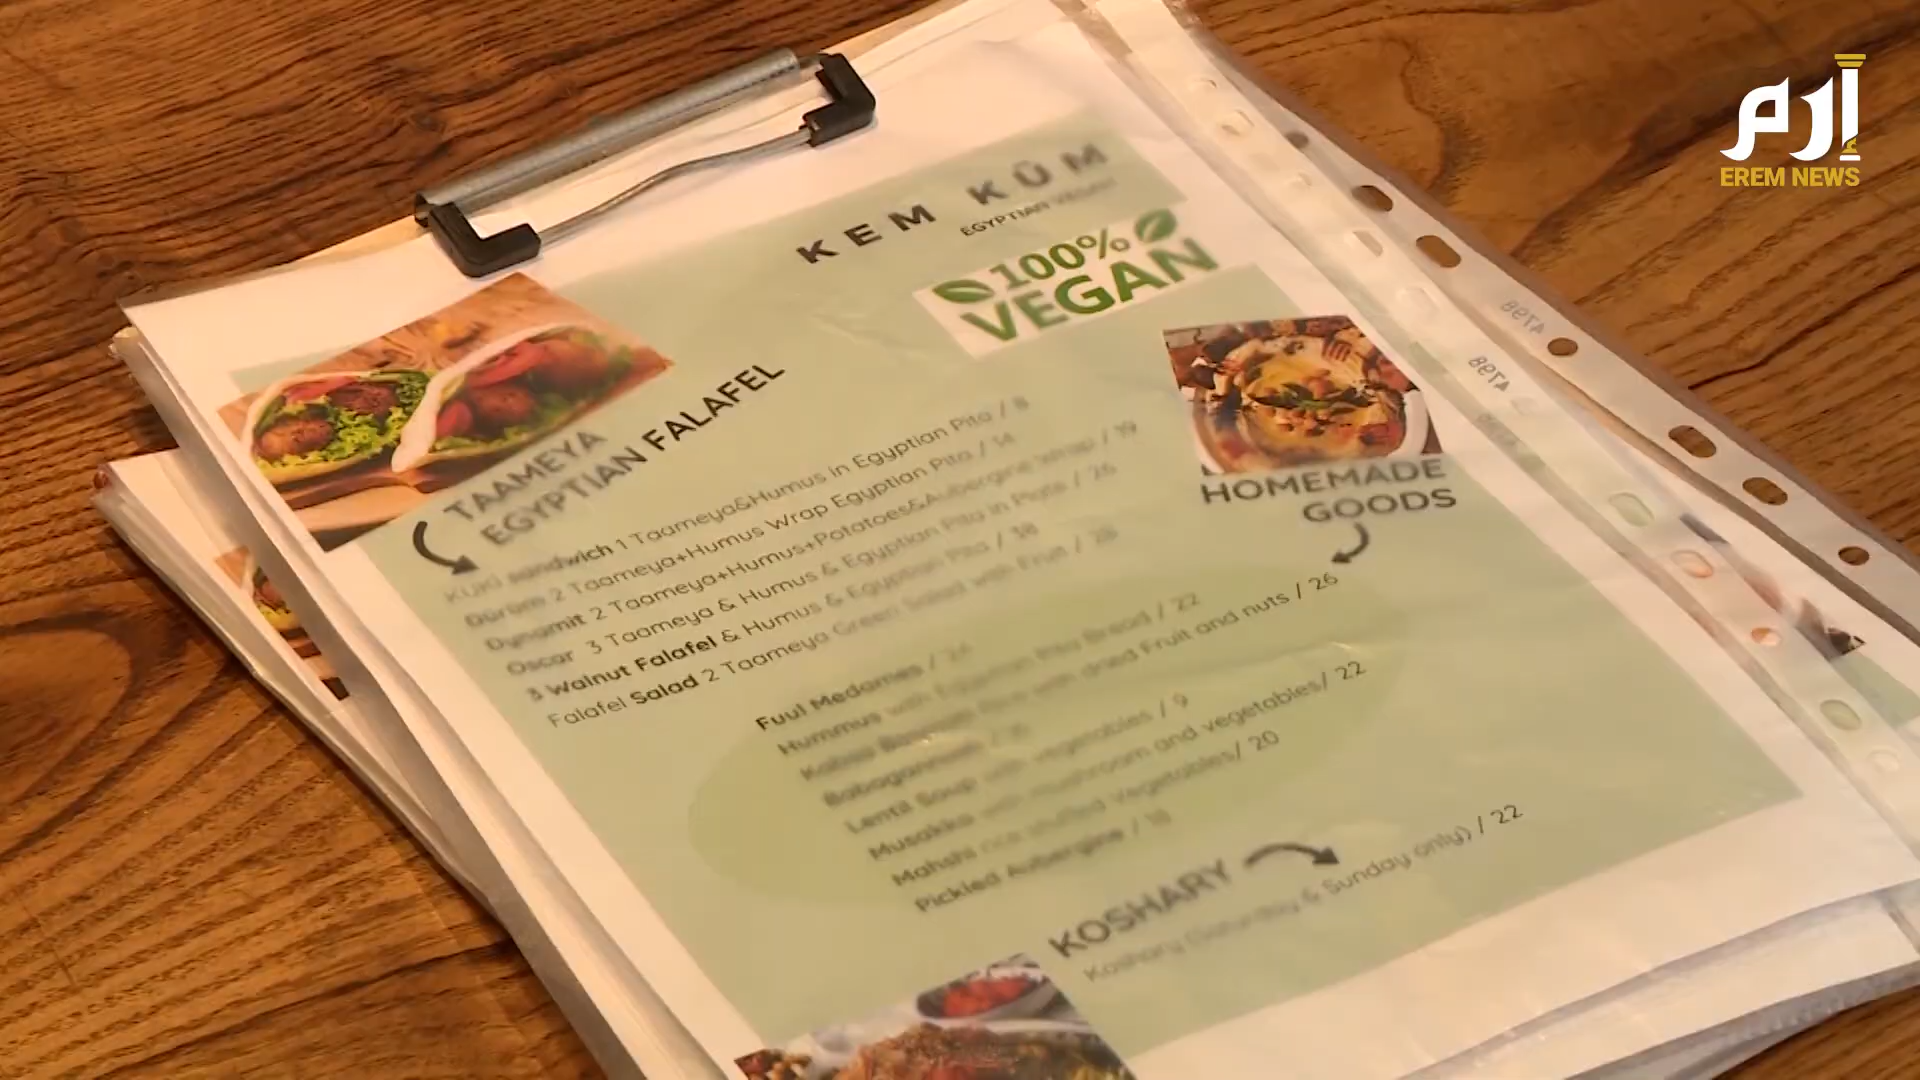 إرم
EREM NEWS
KEM KÜM
EGYPTIAN VEGAN
100%
VEGAN
TAAMEYA
EGYPTIAN FALAFEL
sandwich 1 Taameya&Humus in Egyptian Pita / 8
Dürüm 2 Taameya+Humus Wrap Egyptian Pita / 14
Dynamit 2 Taameya+Humus+Potatoes&Aubergine Wrap / 19
Oscar 3 Taameya & Humus & Egyptian Pita in Plate / 26
3 Walnut Falafel & Humus & Egyptian Pita / 38
Falafel Salad 2 Taameya Green Salad with Fruit / 28
HOMEMADE
GOODS
Fuul Medames / 24
Hummus with Egyptian Pita Bread / 22
with dried Fruit and nuts / 26
Babagannush
Lentil Soup with vegetables / 9
Musakka with mushroom and vegetables/ 22
Mahshi rice stuffed Vegetables/ 20
Pickled Aubergine / 18
KOSHARY
Koshary (Saturday & Sunday only) / 22